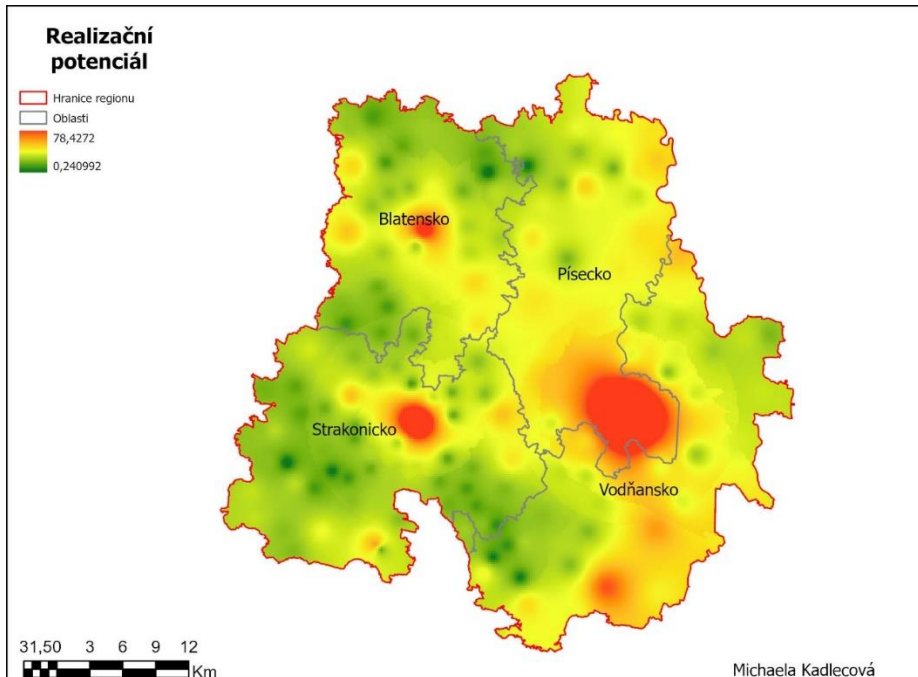 Realizační
potenciál
Hranice regionu
Oblasti
78,4272
0,240992
Blatensko
Písecko
Strakonicko
Vodňansko
31,50 3 6 9 12
Km
Michaela Kadlecová